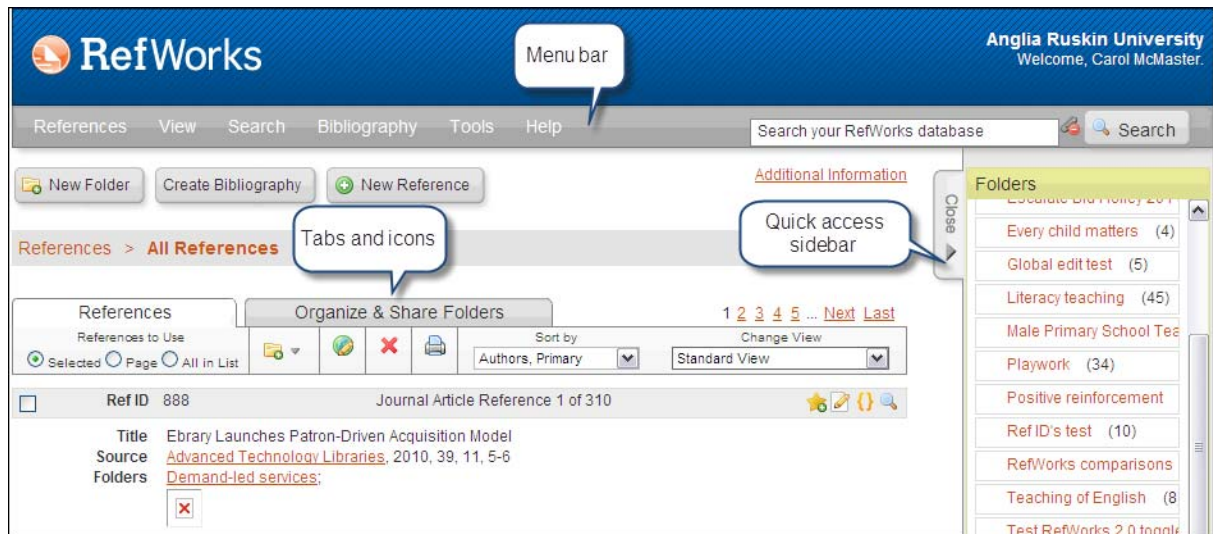 RefWorks
Menu bar
Anglia Ruskin University
Welcome, Carol McMaster.
References View Search Bibliography Tools Help
Search your RefWorks database
Search
New Folder
Create Bibliography
New Reference
Additional Information
Close
Quick access
sidebar
References > All References
Tabs and icons
References
Organize & Share Folders
1 2 3 4 5 ... Next Last
References to Use
Selected Page All in List
Sort by
Authors, Primary
Change View
Standard View
Ref ID 888
Journal Article Reference 1 of 310
Title Ebrary Launches Patron-Driven Acquisition Model
Source Advanced Technology Libraries, 2010, 39, 11, 5-6
Folders Demand-led services;
Folders
Every child matters (4)
Global edit test (5)
Literacy teaching (45)
Male Primary School Tea
Playwork (34)
Positive reinforcement
Ref ID's test (10)
RefWorks comparisons
Teaching of English (8
Test RefWorks 2.0 toggle